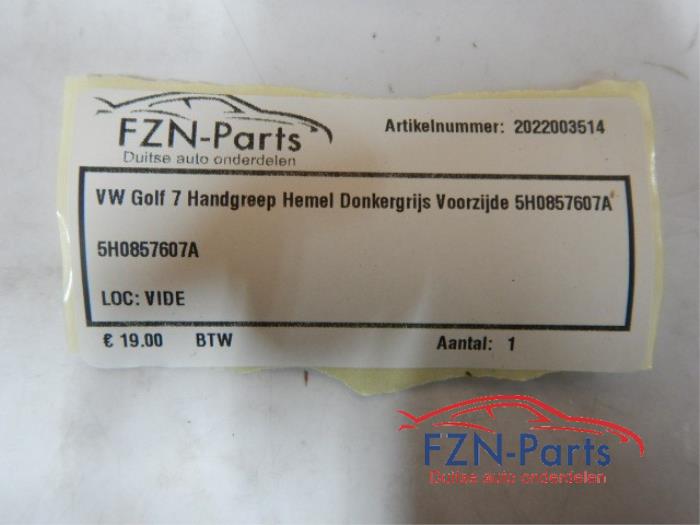 FZN-Parts
Duitse auto onderdelen
Artikelnummer: 2022003514
VW Golf 7 Handgreep Hemel Donkergrijs Voorzijde 5H0857607A
5H0857607A
LOC: VIDE
€ 19.00 BTW Aantal: 1
FZN-Parts
Duitse auto onderdelen